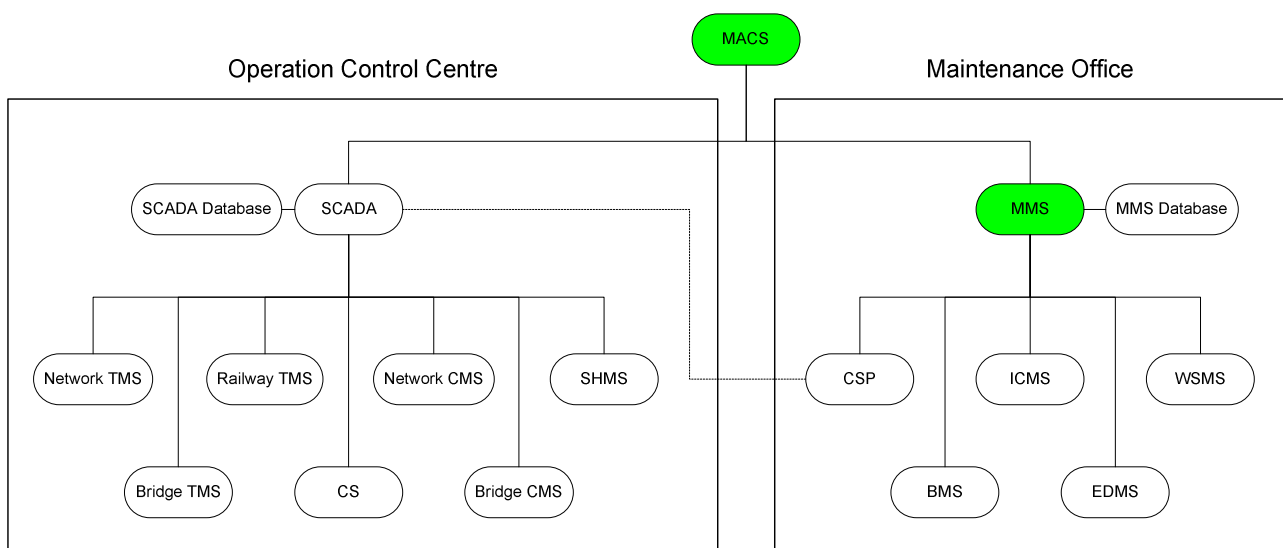 MACS
Operation Control Centre
Maintenance Office
SCADA Database
SCADA
MMS
MMS Database
Network TMS
Railway TMS
Network CMS
SHMS
CSP
ICMS
WSMS
Bridge TMS
CS
Bridge CMS
BMS
EDMS